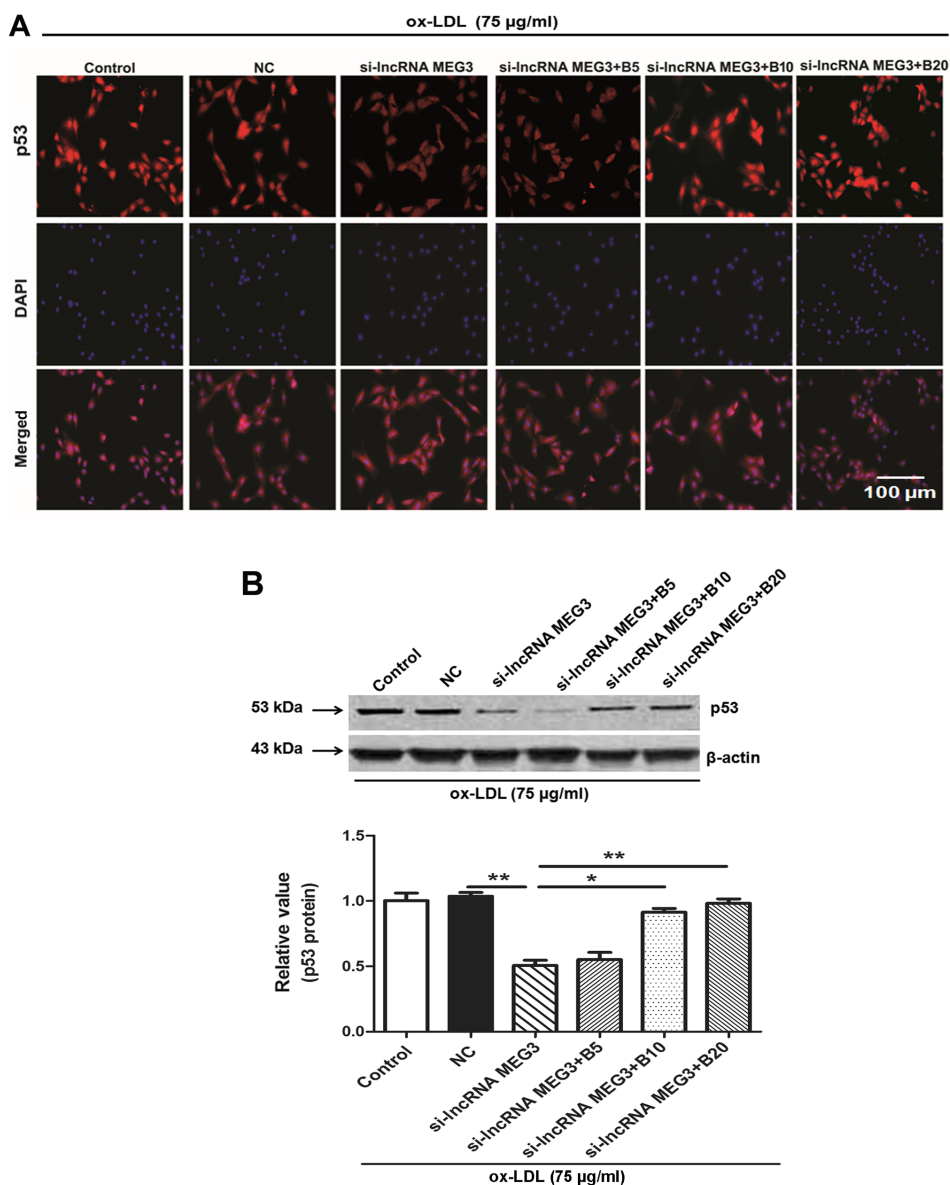 A
ox-LDL (75 µg/ml)
Control NC si-lncRNA MEG3 si-lncRNA MEG3+B5 si-lncRNA MEG3+B10 si-lncRNA MEG3+B20
p53
DAPI
Merged
100 µm
B
Control NC si-lncRNA MEG3 si-lncRNA MEG3+B5 si-lncRNA MEG3+B10 si-lncRNA MEG3+B20
53 kDa p53
43 kDa β-actin
ox-LDL (75 µg/ml)
Relative value
(p53 protein)
1.5
1.0
0.5
0.0
**
** *
Control NC si-lncRNA MEG3 si-lncRNA MEG3+B5 si-lncRNA MEG3+B10 si-lncRNA MEG3+B20
ox-LDL (75 µg/ml)